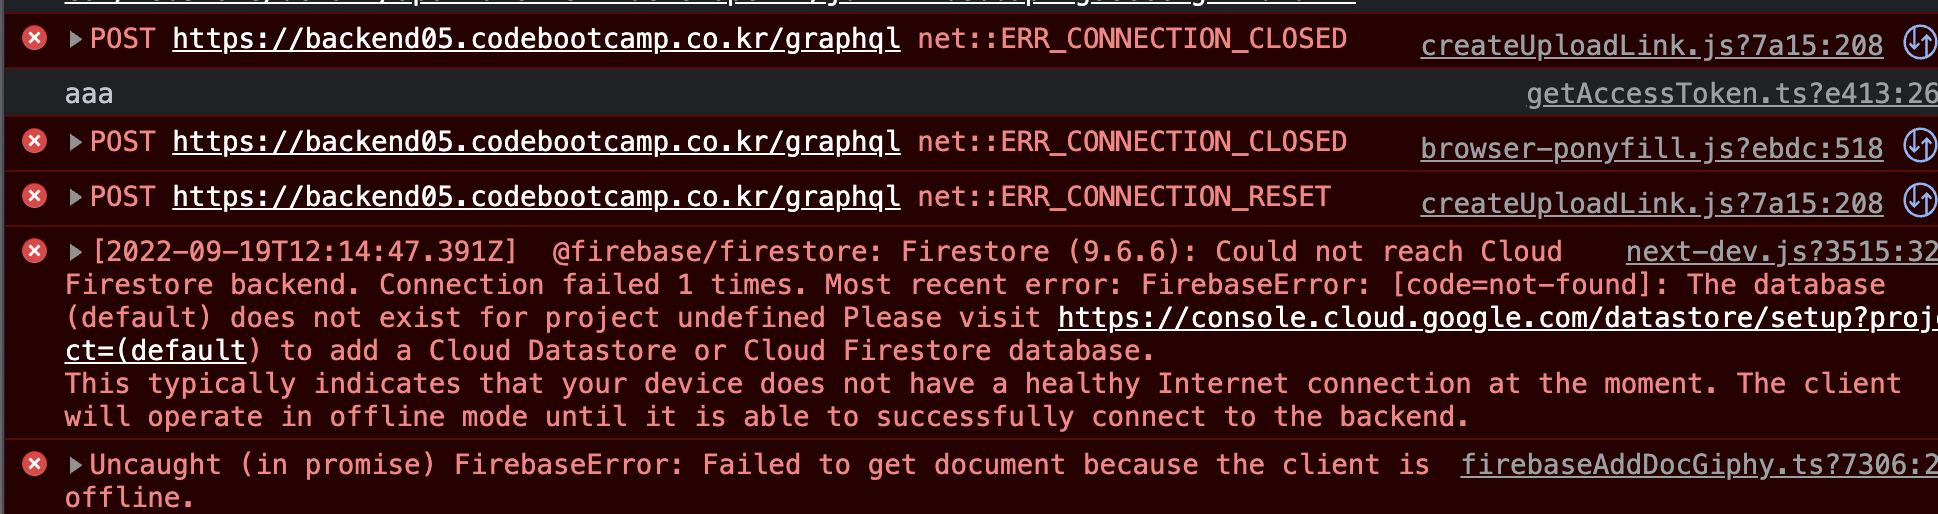 POST https://backend05.codebootcamp.co.kr/graphql net::ERR_CONNECTION_CLOSED createUploadLink.js?7a15:208
aaa getAccessToken.ts?e413:26
POST https://backend05.codebootcamp.co.kr/graphql net::ERR_CONNECTION_CLOSED browser-ponyfill.js?ebdc:518
POST https://backend05.codebootcamp.co.kr/graphql net::ERR_CONNECTION_RESET createUploadLink.js?7a15:208
[2022-09-19T12:14:47.391Z]  @firebase/firestore: Firestore (9.6.6): Could not reach Cloud next-dev.js?3515:32
Firestore backend. Connection failed 1 times. Most recent error: FirebaseError: [code=not-found]: The database
(default) does not exist for project undefined Please visit https://console.cloud.google.com/datastore/setup?proj
ct=(default) to add a Cloud Datastore or Cloud Firestore database.
This typically indicates that your device does not have a healthy Internet connection at the moment. The client
will operate in offline mode until it is able to successfully connect to the backend.
Uncaught (in promise) FirebaseError: Failed to get document because the client is firebaseAddDocGiphy.ts?7306:2
offline.